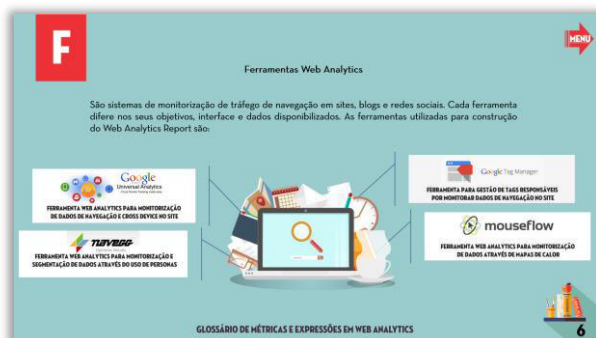 F
MENU
Ferramentas Web Analytics
São sistemas de monitorização de tráfego de navegação em sites, blogs e redes sociais. Cada ferramenta
difere nos seus objetivos, interface e dados disponibilizados. As ferramentas utilizadas para construção
do Web Analytics Report são:
Google
Universal Analytics
FERRAMENTA WEB ANALYTICS PARA MONITORIZAÇÃO
DE DADOS DE NAVEGAÇÃO E CROSS DEVICE NO SITE
Google Tag Manager
FERRAMENTA PARA GESTÃO DE TAGS RESPONSÁVEIS
POR MONITORAR DADOS DE NAVEGAÇÃO NO SITE
navegg
FERRAMENTA WEB ANALYTICS PARA MONITORIZAÇÃO E
SEGMENTAÇÃO DE DADOS ATRAVÉS DO USO DE PERSONAS
mouseflow
FERRAMENTA WEB ANALYTICS PARA MONITORIZAÇÃO
DE DADOS ATRAVÉS DE MAPAS DE CALOR
GLOSSÁRIO DE MÉTRICAS E EXPRESSÕES EM WEB ANALYTICS
6